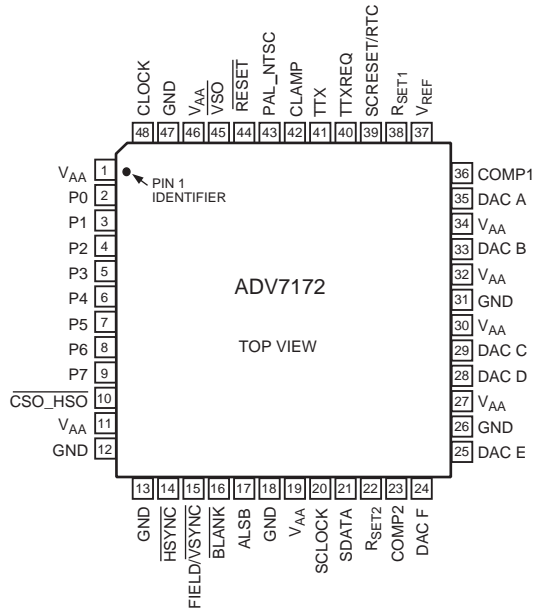 CLOCK
GND
VAA
VSO
RESET
PAL_NTSC
CLAMP
TTX
TTXREQ
SCRESET/RTC
RSET1
VREF
48 47 46 45 44 43 42 41 40 39 38 37
VAA 1
P0 2
P1 3
P2 4
P3 5
P4 6
P5 7
P6 8
P7 9
CSO_HSO 10
VAA 11
GND 12
PIN 1
IDENTIFIER
ADV7172
TOP VIEW
36 COMP1
35 DAC A
34 VAA
33 DAC B
32 VAA
31 GND
30 VAA
29 DAC C
28 DAC D
27 VAA
26 GND
25 DAC E
13 14 15 16 17 18 19 20 21 22 23 24
GND
HSYNC
FIELD/VSYNC
BLANK
ALSB
GND
VAA
SCLOCK
SDATA
RSET2
COMP2
DAC F